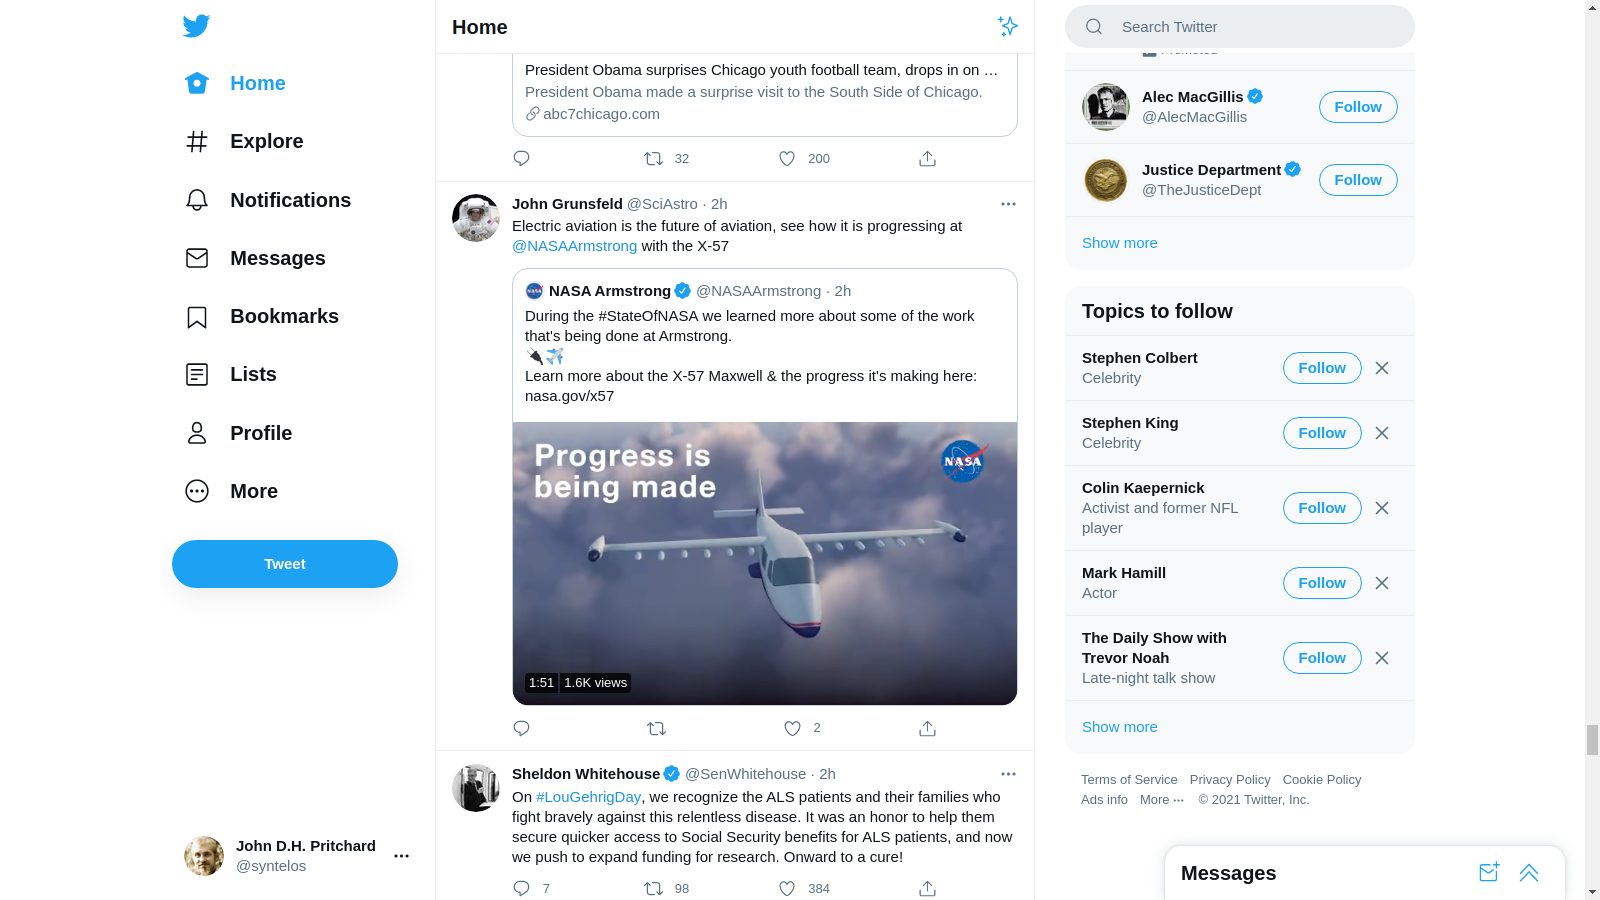 Home
Explore
Notifications
Messages
Bookmarks
Lists
Profile
More
Tweet
John D.H. Pritchard
@syntelos
Home
President Obama surprises Chicago youth football team, drops in on …
President Obama made a surprise visit to the South Side of Chicago.
abc7chicago.com
32 200
John Grunsfeld @SciAstro · 2h
Electric aviation is the future of aviation, see how it is progressing at
@NASAArmstrong with the X-57
NASA Armstrong @NASAArmstrong · 2h
During the #StateOfNASA we learned more about some of the work
that's being done at Armstrong.
Learn more about the X-57 Maxwell & the progress it's making here:
nasa.gov/x57
Progress is
being made
NASA
1:51 1.6K views
2
Sheldon Whitehouse @SenWhitehouse · 2h
On #LouGehrigDay, we recognize the ALS patients and their families who
fight bravely against this relentless disease. It was an honor to help them
secure quicker access to Social Security benefits for ALS patients, and now
we push to expand funding for research. Onward to a cure!
7 98 384
Search Twitter
Alec MacGillis
@AlecMacGillis
Follow
Justice Department
@TheJusticeDept
Follow
Show more
Topics to follow
Stephen Colbert
Celebrity
Follow
Stephen King
Celebrity
Follow
Colin Kaepernick
Activist and former NFL
player
Follow
Mark Hamill
Actor
Follow
The Daily Show with
Trevor Noah
Late-night talk show
Follow
Show more
Terms of Service Privacy Policy Cookie Policy
Ads info More ··· © 2021 Twitter, Inc.
Messages